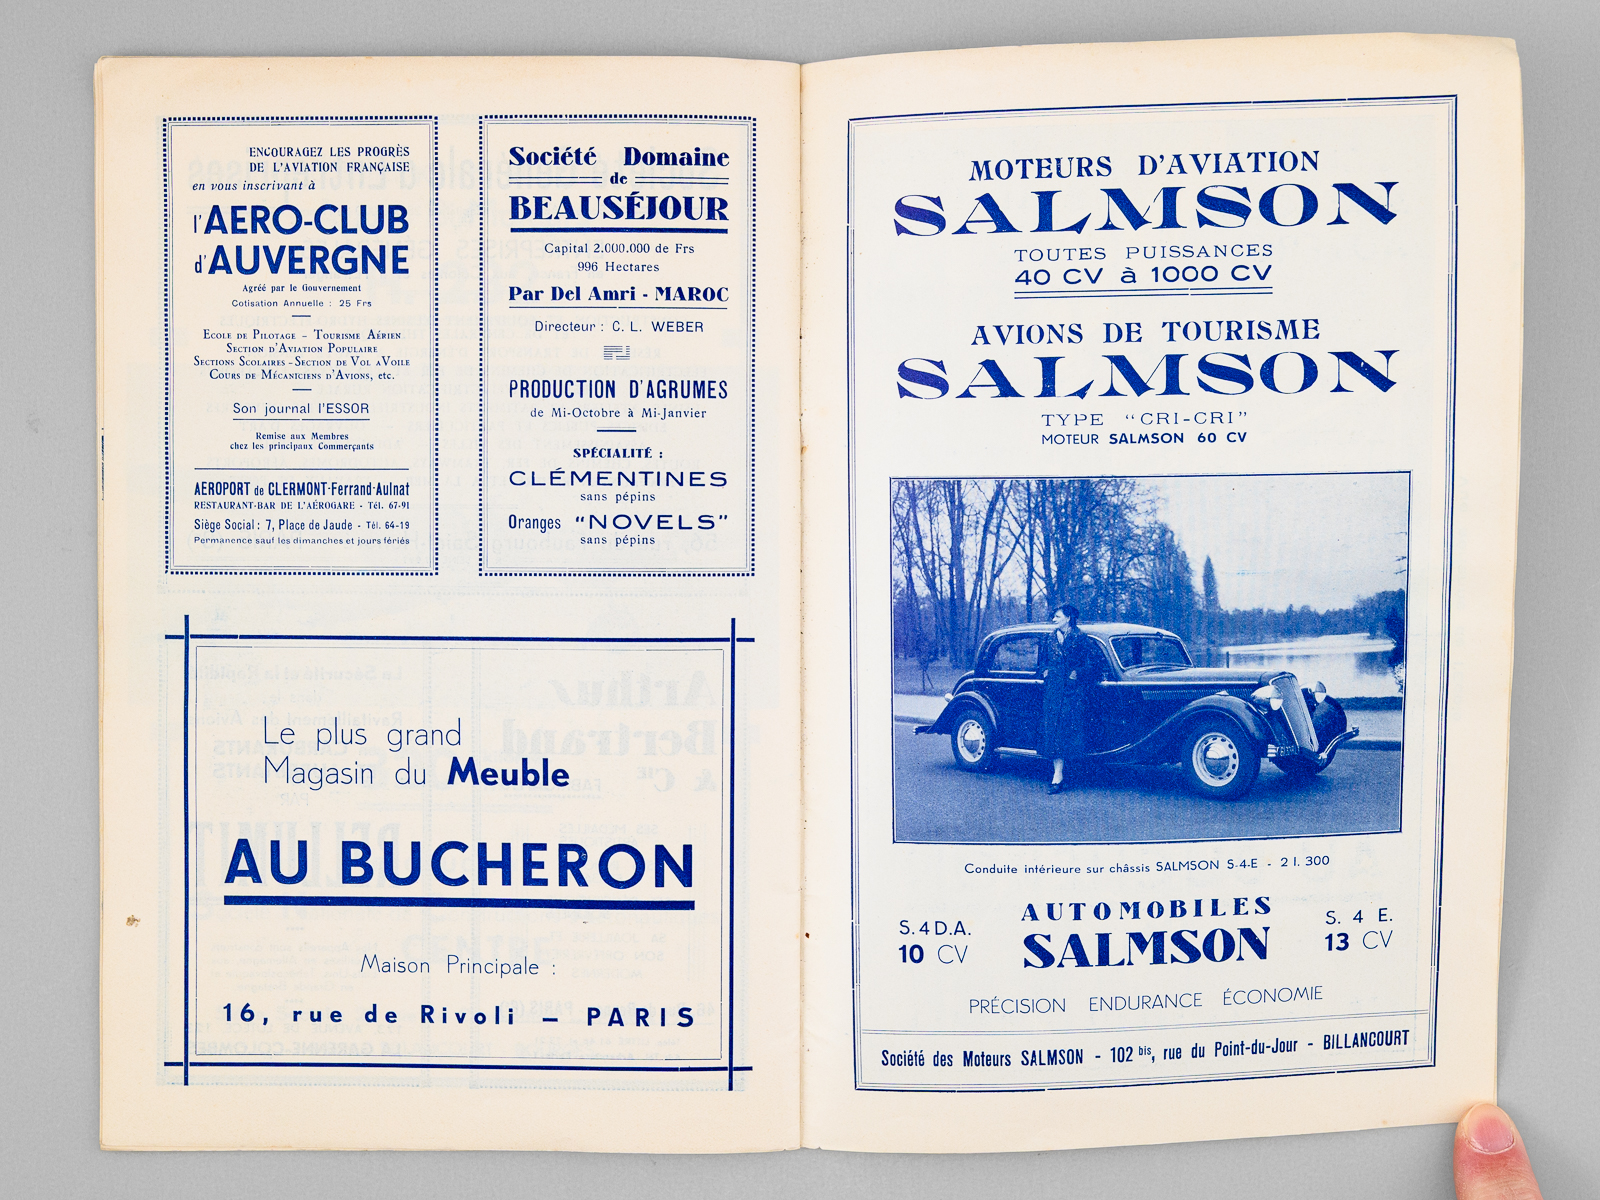 ENCOURAGEZ LES PROGRÈS
DE L'AVIATION FRANÇAISE
en vous inscrivant à
l'AERO-CLUB
d'AUVERGNE
Agréé par le Gouvernement
Cotisation Annuelle : 25 Frs
ECOLE DE PILOTAGE - TOURISME AÉRIEN
SECTION D'AVIATION POPULAIRE
SECTIONS SCOLAIRES - SECTION DE VOL A VOILE
COURS DE MÉCANICIENS D'AVIONS, etc.
Son journal l'ESSOR
Remise aux Membres
chez les principaux Commerçants
AEROPORT de CLERMONT-Ferrand-Aulnat
RESTAURANT-BAR DE L'AÉROGARE - Tél. 67-91
Siège Social : 7, Place de Jaude - Tél. 64-19
Permanence sauf les dimanches et jours fériés
Société Domaine
de
BEAUSÉJOUR
Capital 2.000.000 de Frs
996 Hectares
Par Del Amri - MAROC
Directeur : C. L. WEBER
PRODUCTION D'AGRUMES
de Mi-Octobre à Mi-Janvier
SPÉCIALITÉ :
CLÉMENTINES
sans pépins
Oranges "NOVELS"
sans pépins
Le plus grand
Magasin du Meuble
AU BUCHERON
Maison Principale :
16, rue de Rivoli - PARIS
MOTEURS D'AVIATION
SALMSON
TOUTES PUISSANCES
40 CV à 1000 CV
AVIONS DE TOURISME
SALMSON
TYPE "CRI-CRI"
MOTEUR SALMSON 60 CV
Conduite intérieure sur châssis SALMSON S-4-E - 2 l. 300
S. 4 D.A.
10 CV
AUTOMOBILES
SALMSON
S. 4 E.
13 CV
PRÉCISION ENDURANCE ÉCONOMIE
Société des Moteurs SALMSON - 102 bis, rue du Point-du-Jour - BILLANCOURT